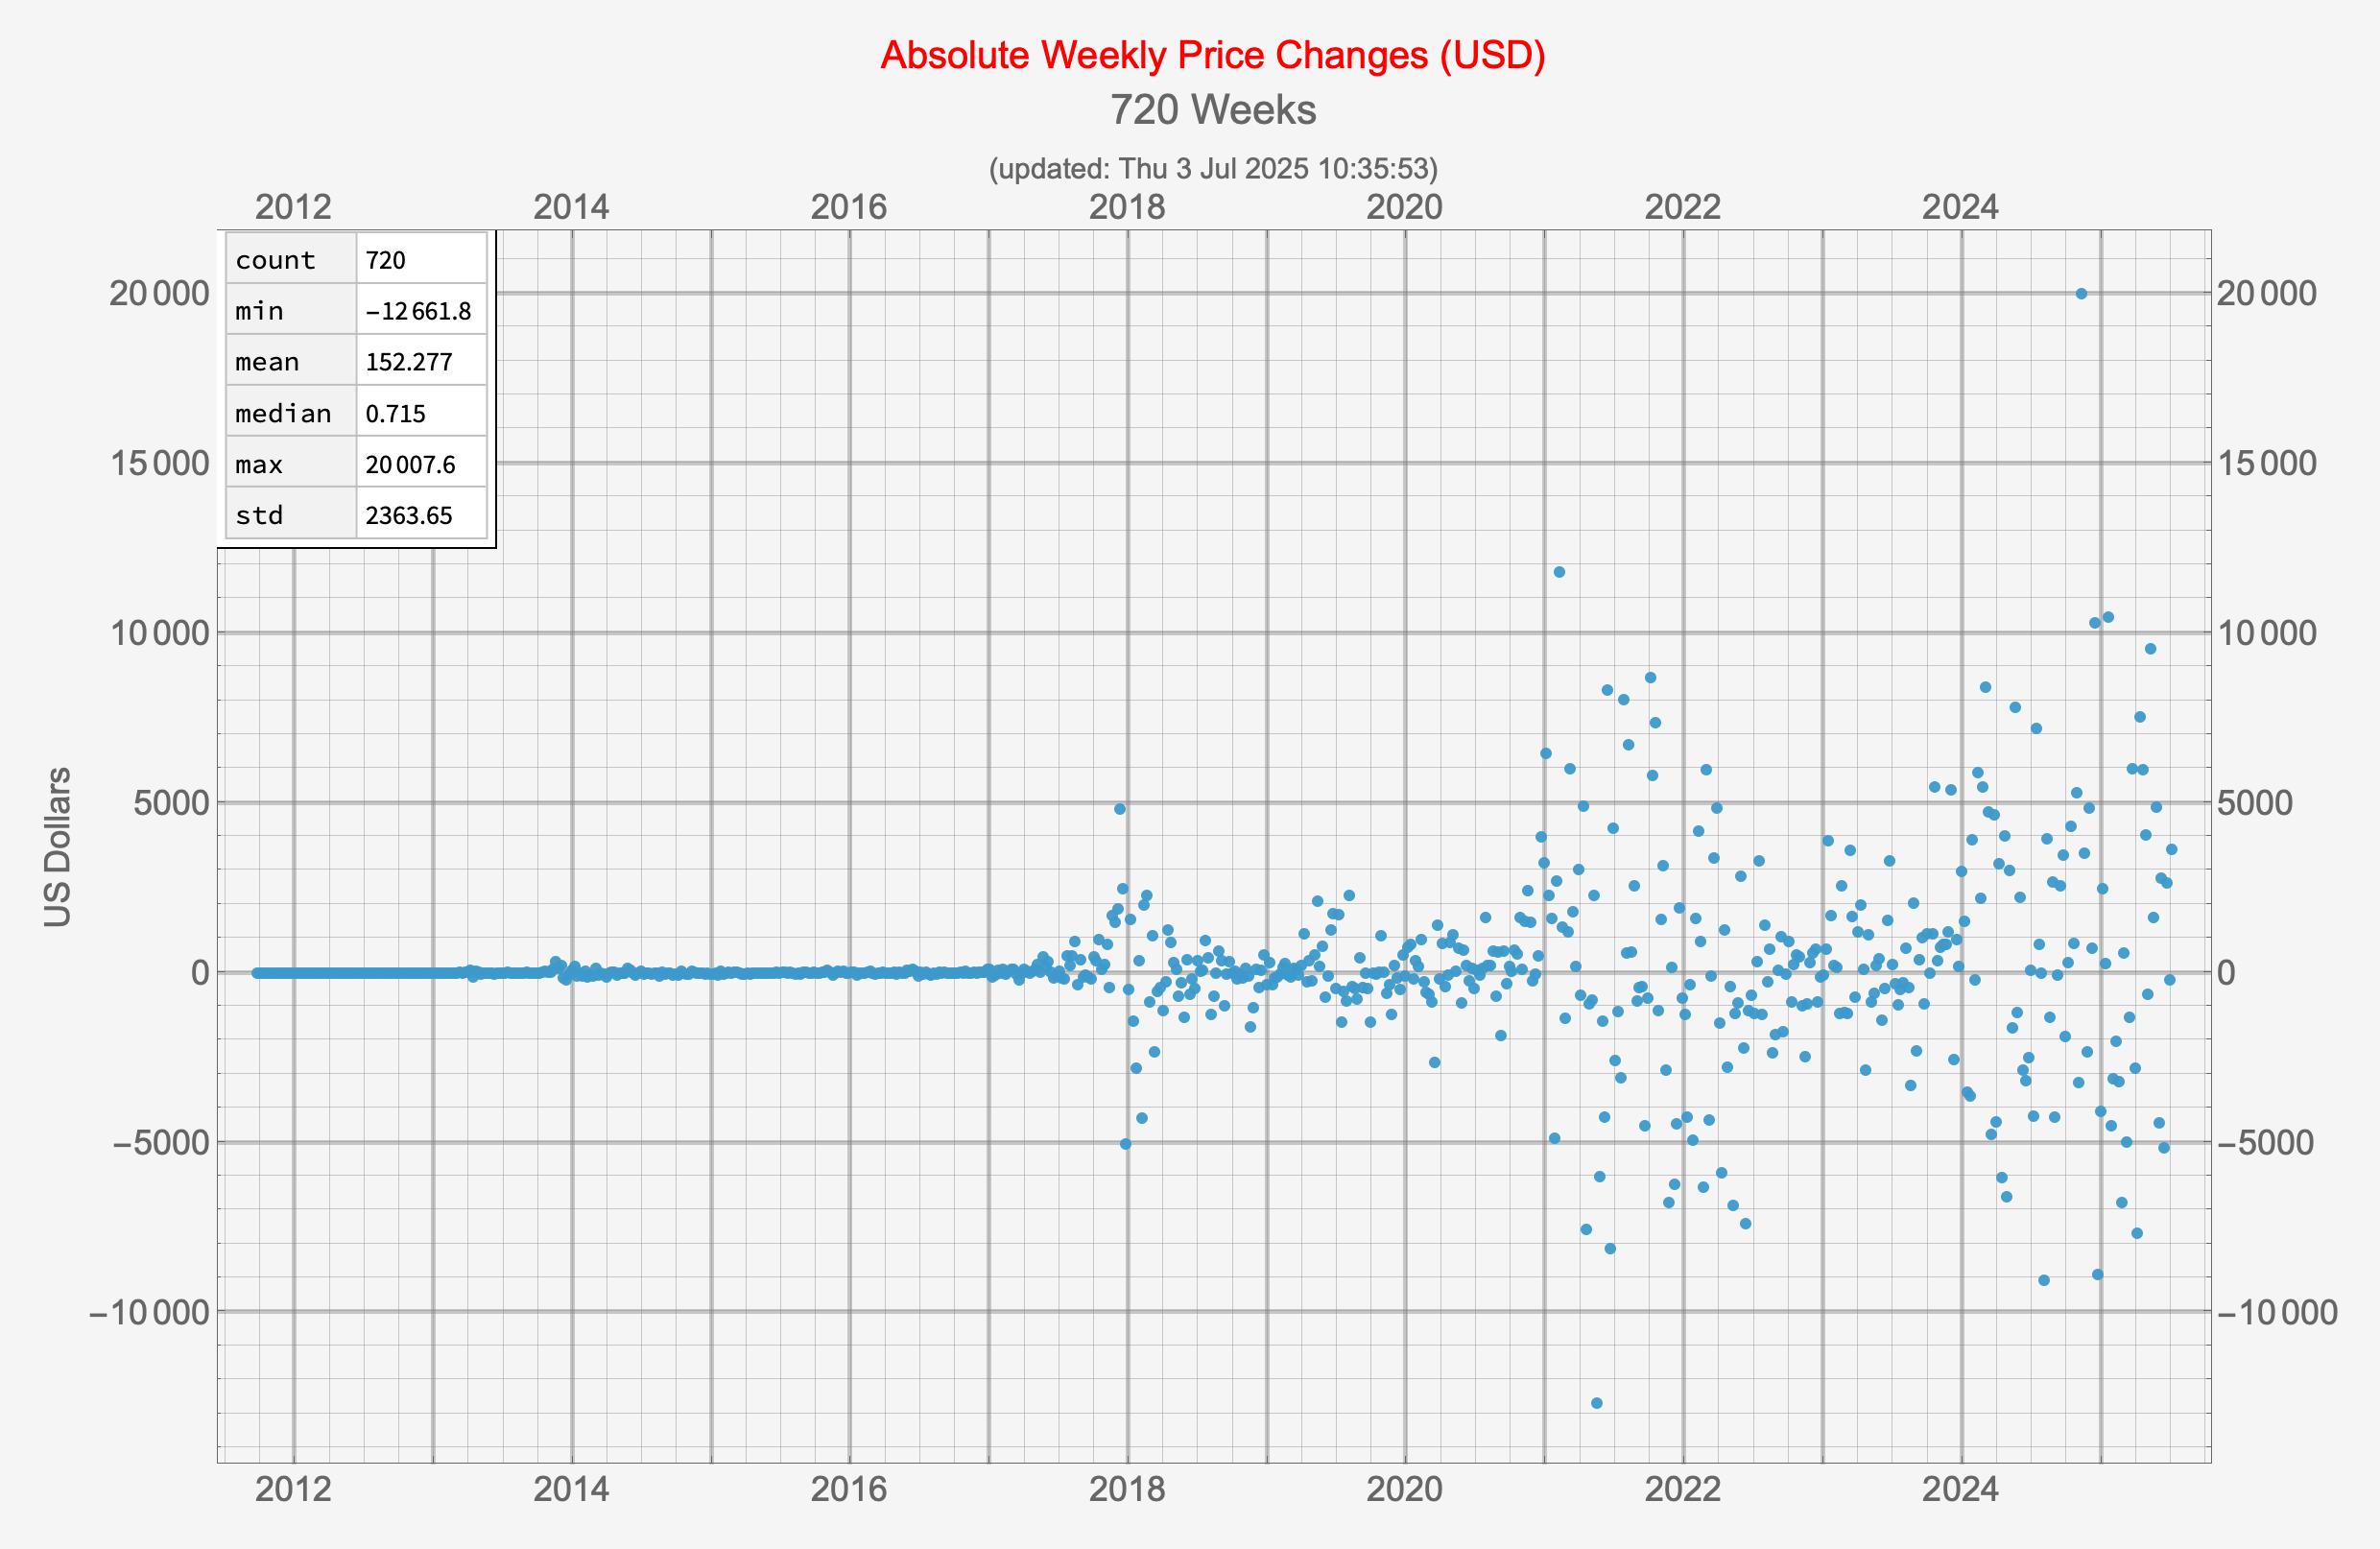 Absolute Weekly Price Changes (USD)
720 Weeks
(updated: Thu 3 Jul 2025 10:35:53)
2012 2014 2016 2018 2020 2022 2024
count 720
min −12 661.8
mean 152.277
median 0.715
max 20 007.6
std 2363.65
US Dollars
20 000 20 000
15 000 15 000
10 000 10 000
5000 5000
0 0
−5000 −5000
−10 000 −10 000
2012 2014 2016 2018 2020 2022 2024